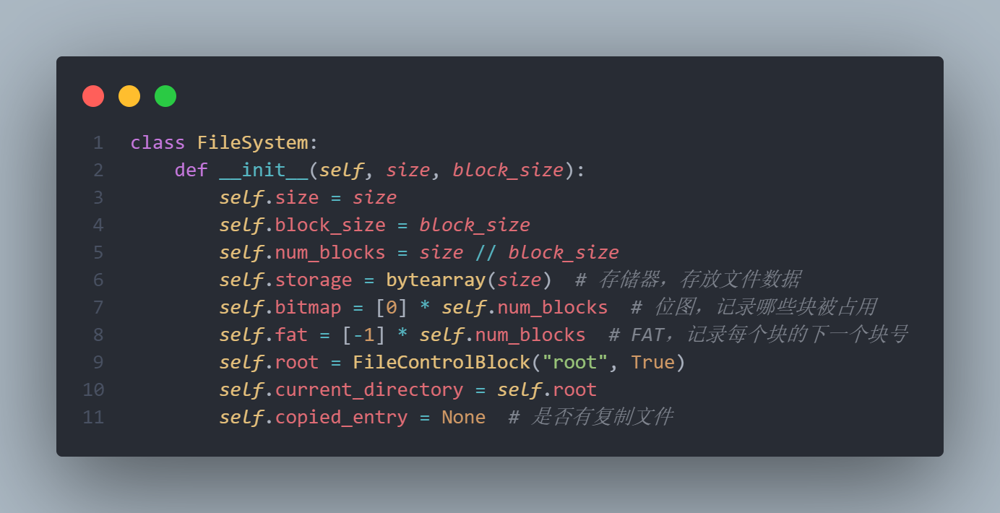 1 class FileSystem:
2     def __init__(self, size, block_size):
3         self.size = size
4         self.block_size = block_size
5         self.num_blocks = size // block_size
6         self.storage = bytearray(size)  # 存储器，存放文件数据
7         self.bitmap = [0] * self.num_blocks  # 位图，记录哪些块被占用
8         self.fat = [-1] * self.num_blocks  # FAT，记录每个块的下一个块号
9         self.root = FileControlBlock("root", True)
10         self.current_directory = self.root
11         self.copied_entry = None  # 是否有复制文件